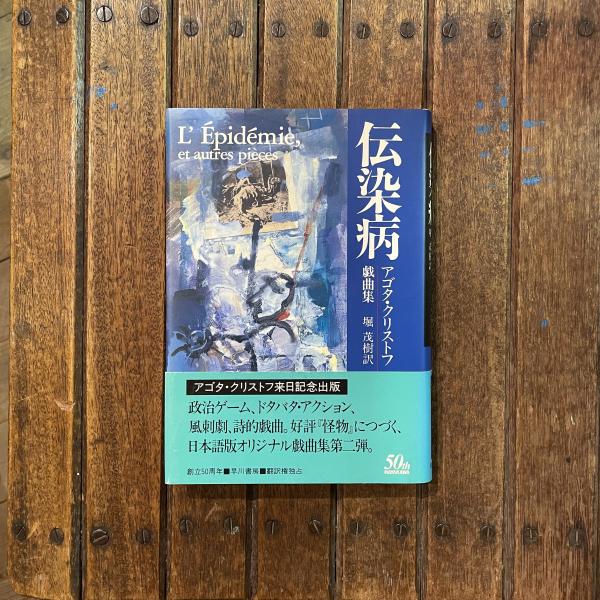 L' Épidémie,
et autres pièces
伝染病
アゴタ・クリストフ
戯曲集 堀 茂樹訳
アゴタ・クリストフ来日記念出版
政治ゲーム、ドタバタ・アクション、
風刺劇、詩的戯曲。好評『怪物』につづく、
日本語版オリジナル戯曲集第二弾。
創立50周年■早川書房■翻訳権独占
50th